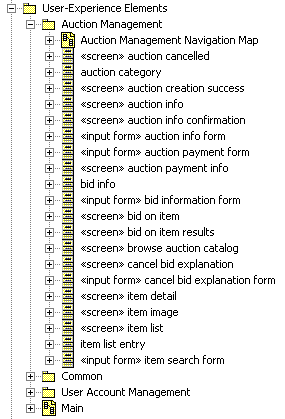 User-Experience Elements
Auction Management
Auction Management Navigation Map
«screen» auction cancelled
auction category
«screen» auction creation success
«screen» auction info
«screen» auction info confirmation
«input form» auction info form
«input form» auction payment form
«screen» auction payment info
bid info
«input form» bid information form
«screen» bid on item
«screen» bid on item results
«screen» browse auction catalog
«screen» cancel bid explanation
«input form» cancel bid explanation form
«screen» item detail
«screen» item image
«screen» item list
item list entry
«input form» item search form
Common
User Account Management
Main